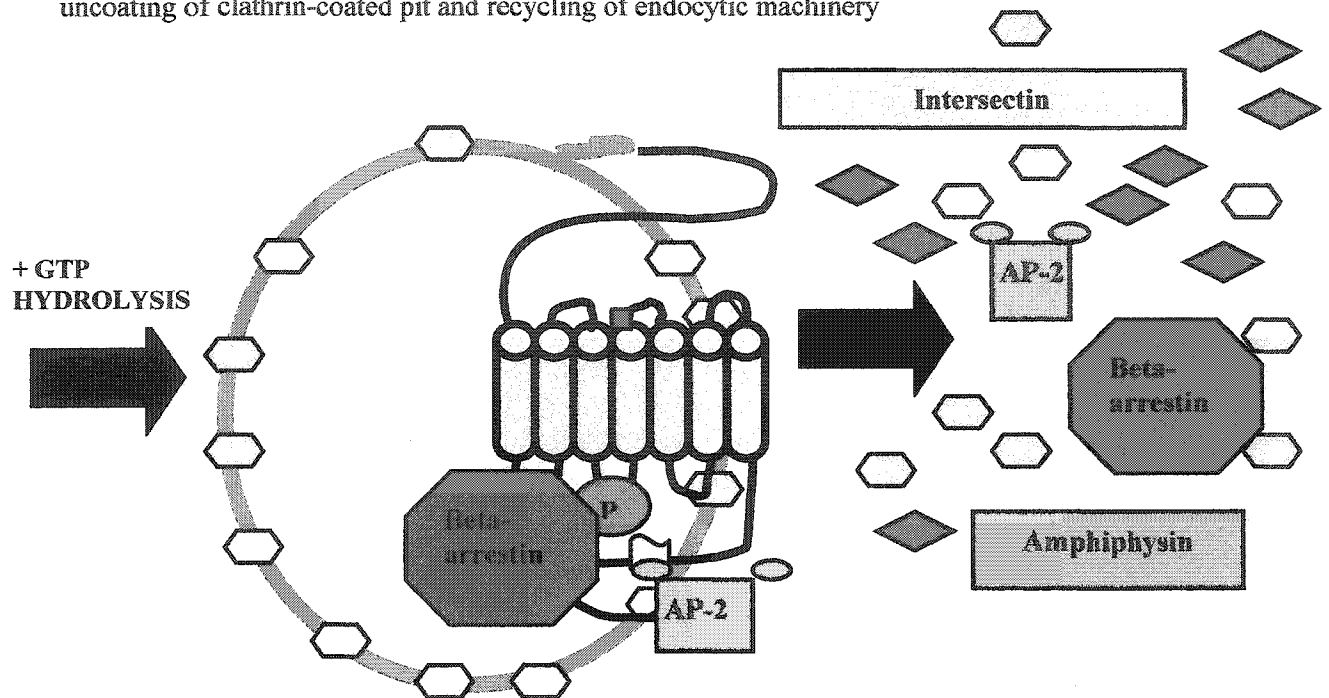 uncoating of clathrin-coated pit and recycling of endocytic machinery
Intersectin
+ GTP
HYDROLYSIS
AP-2
Beta-
arrestin
P
Beta-
arrestin
AP-2
Amphiphysin